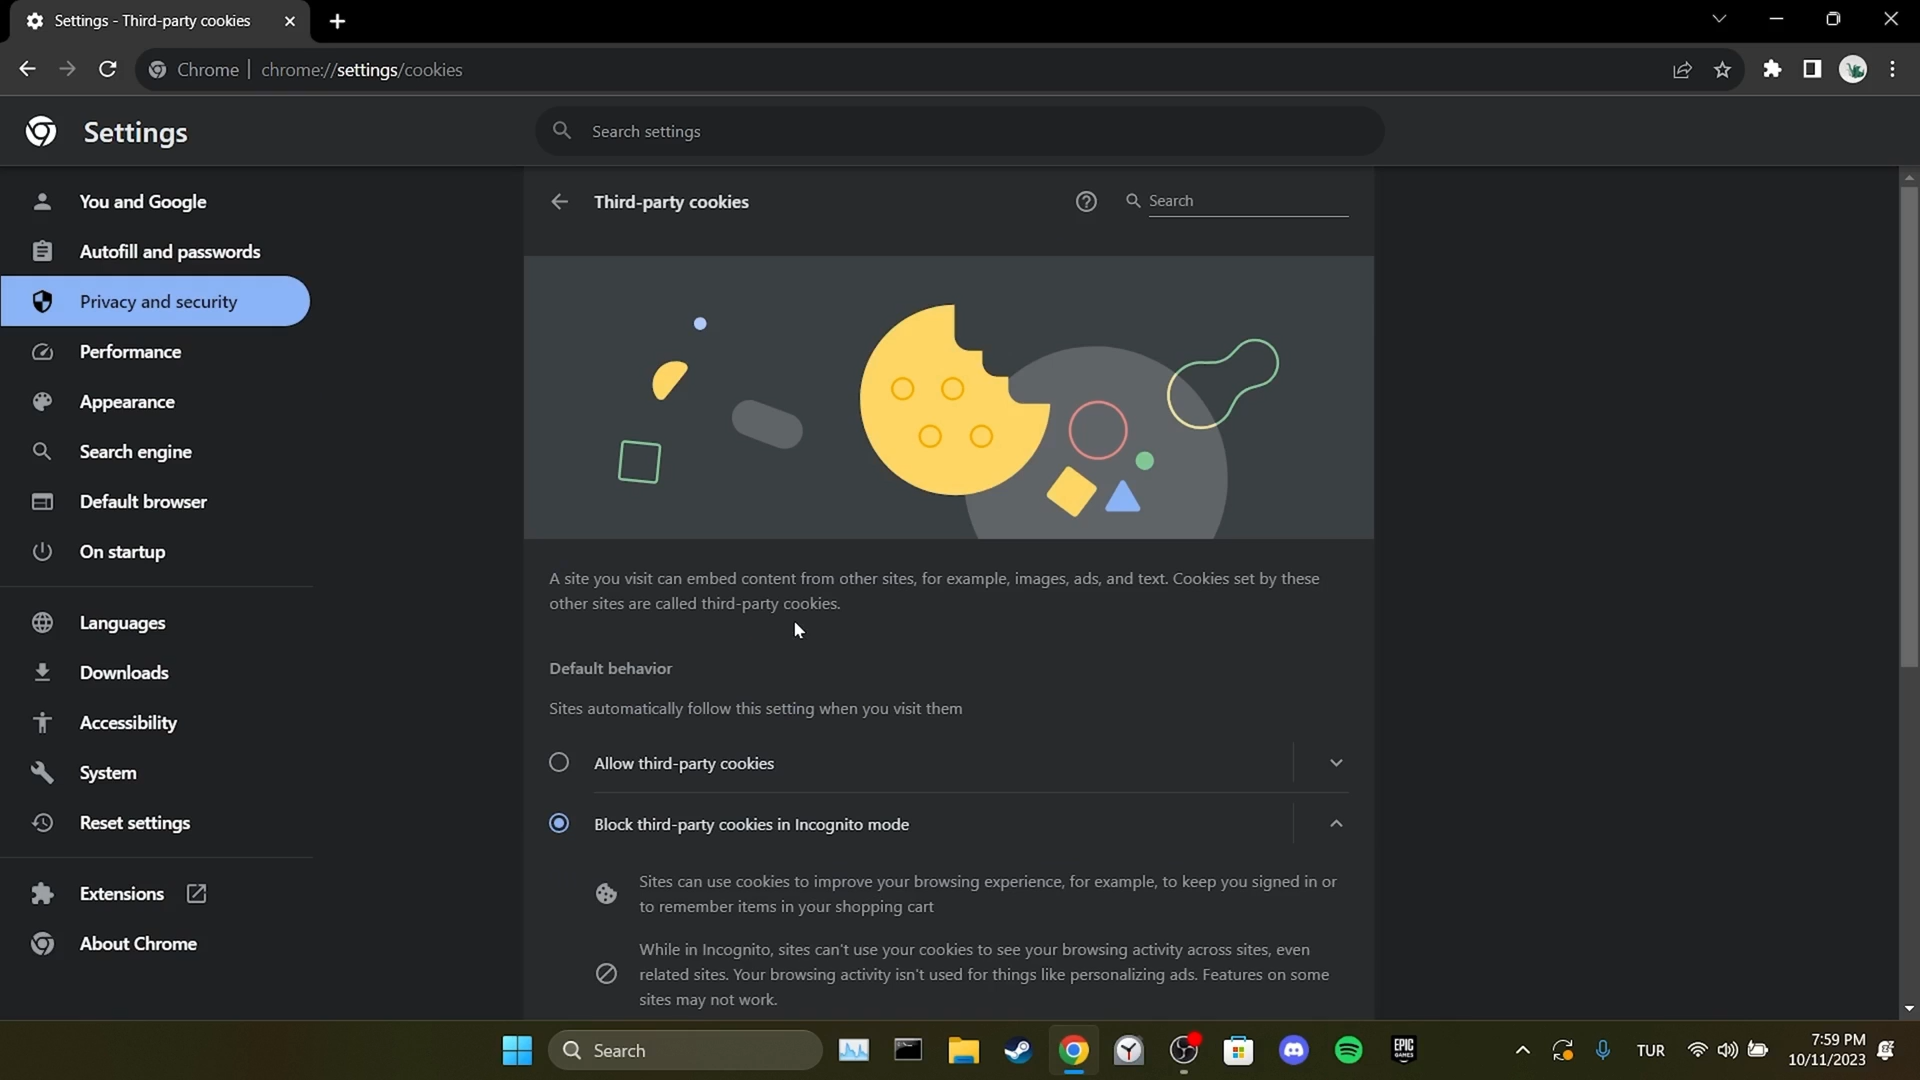 Settings - Third-party cookies
Chrome
chrome://settings/cookies
Settings
Search settings
You and Google
Autofill and passwords
Privacy and security
Performance
Appearance
Search engine
Default browser
On startup
Languages
Downloads
Accessibility
System
Reset settings
Extensions
About Chrome
Third-party cookies
Search
A site you visit can embed content from other sites, for example, images, ads, and text. Cookies set by these
other sites are called third-party cookies.
Default behavior
Sites automatically follow this setting when you visit them
Allow third-party cookies
Block third-party cookies in Incognito mode
Sites can use cookies to improve your browsing experience, for example, to keep you signed in or
to remember items in your shopping cart
While in Incognito, sites can't use your cookies to see your browsing activity across sites, even
related sites. Your browsing activity isn't used for things like personalizing ads. Features on some
sites may not work.
Search
EPIC
GAMES
TUR
7:59 PM
10/11/2023